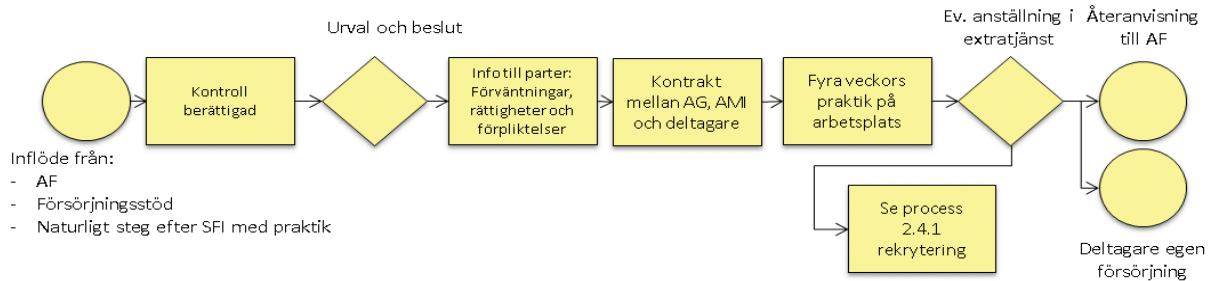 Urval och beslut
Ev. anställning i
extratjänst
Återanvisning
till AF
Kontroll
berättigad
Info till parter:
Förväntningar,
rättigheter och
förpliktelser
Kontrakt
mellan AG, AMI
och deltagare
Fyra veckors
praktik på
arbetsplats
Inflöde från:
- AF
- Försörjningsstöd
- Naturligt steg efter SFI med praktik
Se process
2.4.1
rekrytering
Deltagare egen
försörjning